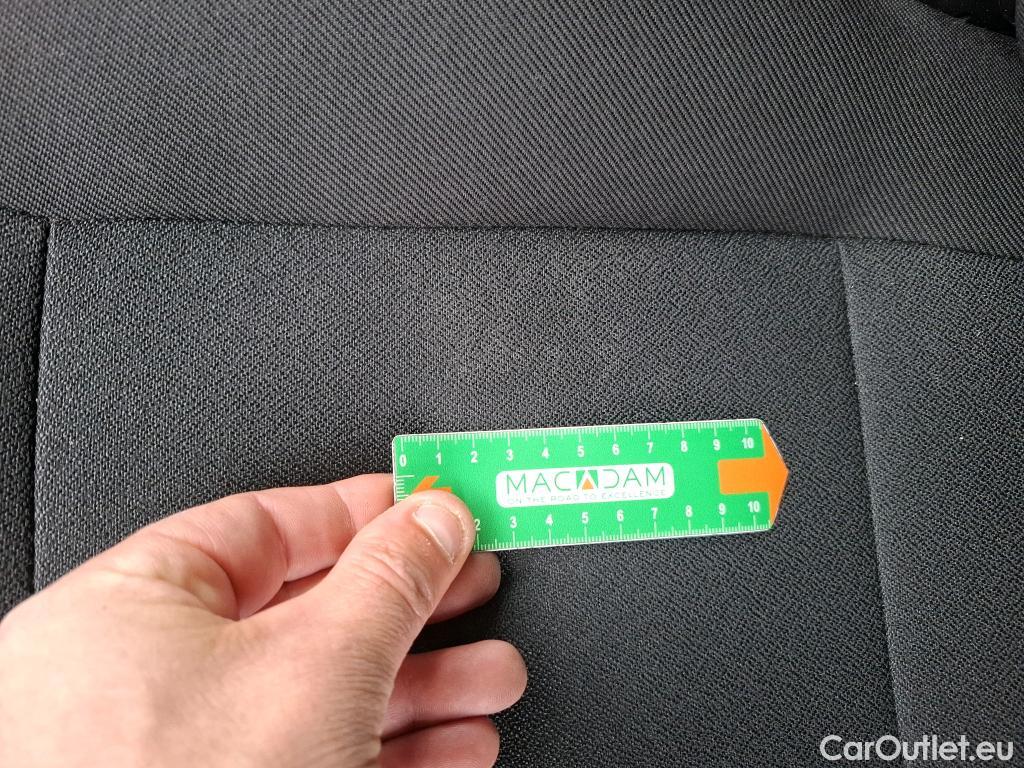 0 1 2 3 4 5 6 7 8 9 10
MACADAM
ON THE ROAD TO EXCELLENCE
2 3 4 5 6 7 8 9 10
CarOutlet.eu